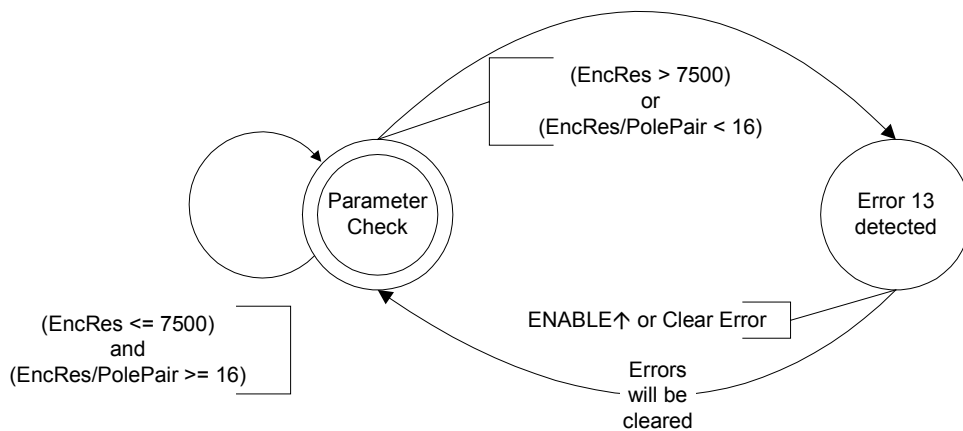 (EncRes > 7500)
or
(EncRes/PolePair < 16)
Parameter
Check
Error 13
detected
(EncRes <= 7500)
and
(EncRes/PolePair >= 16)
ENABLE↑ or Clear Error
Errors
will be
cleared